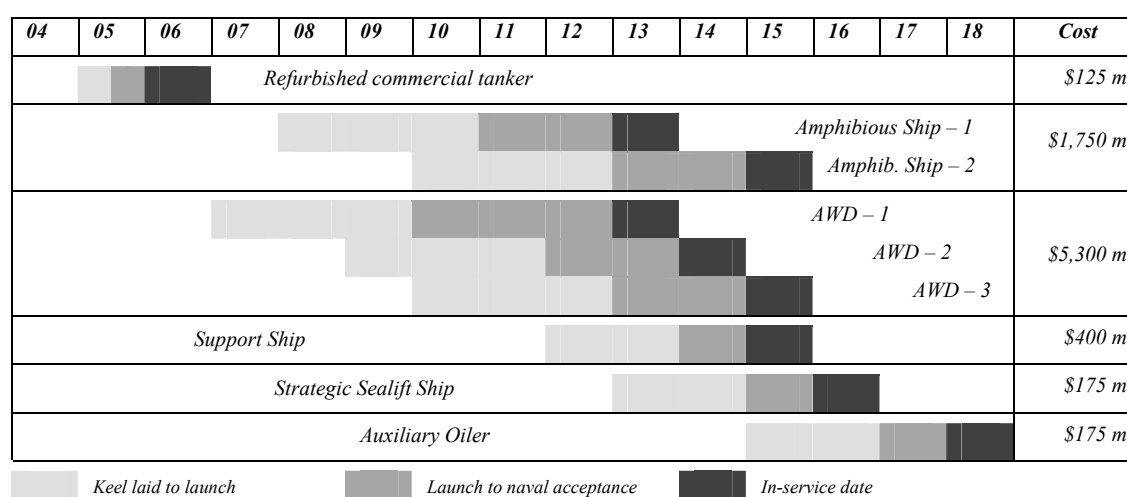 04 05 06 07 08 09 10 11 12 13 14 15 16 17 18 Cost
Refurbished commercial tanker $125 m
Amphibious Ship – 1
$1,750 m
Amphib. Ship – 2
AWD – 1
AWD – 2 $5,300 m
AWD – 3
Support Ship $400 m
Strategic Sealift Ship $175 m
Auxiliary Oiler $175 m
Keel laid to launch Launch to naval acceptance In-service date